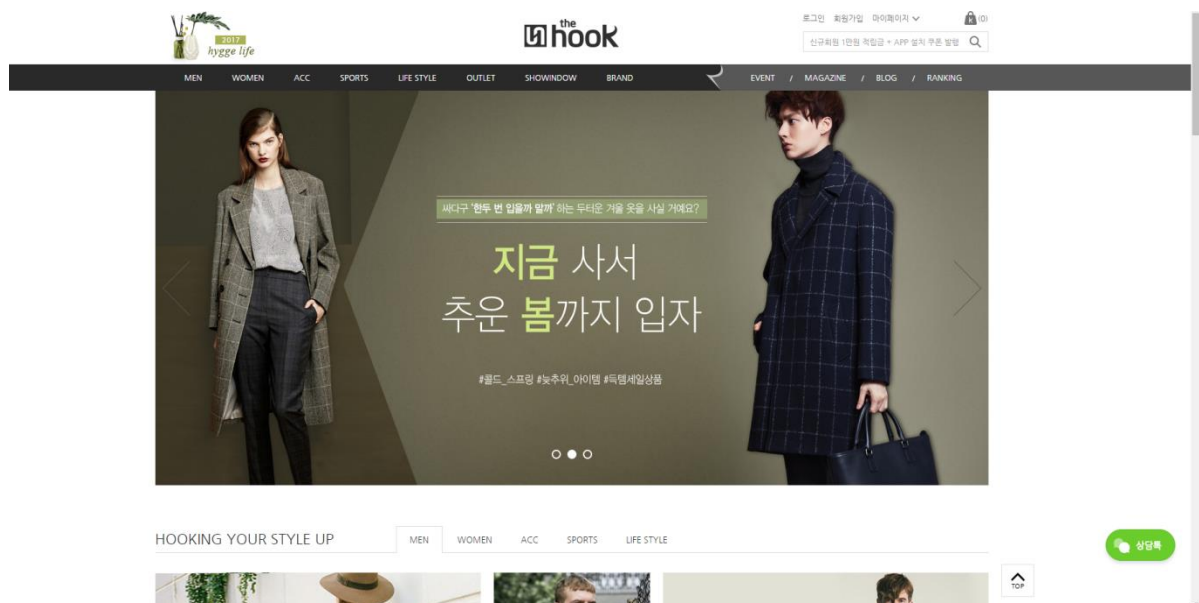 2017
hygge life
the
hook
로그인 회원가입 마이페이지
(0)
신규회원 1만원 적립금 + APP 설치 쿠폰 발행
MEN WOMEN ACC SPORTS LIFE STYLE OUTLET SHOWINDOW BRAND
EVENT / MAGAZINE / BLOG / RANKING
싸다구 '한두 번 입을까 말까' 하는 두터운 겨울 옷을 사실 거예요?
지금 사서
추운 봄까지 입자
#콜드_스프링 #늦추위_아이템 #득템세일상품
HOOKING YOUR STYLE UP
MEN WOMEN ACC SPORTS LIFE STYLE
상담톡
TOP